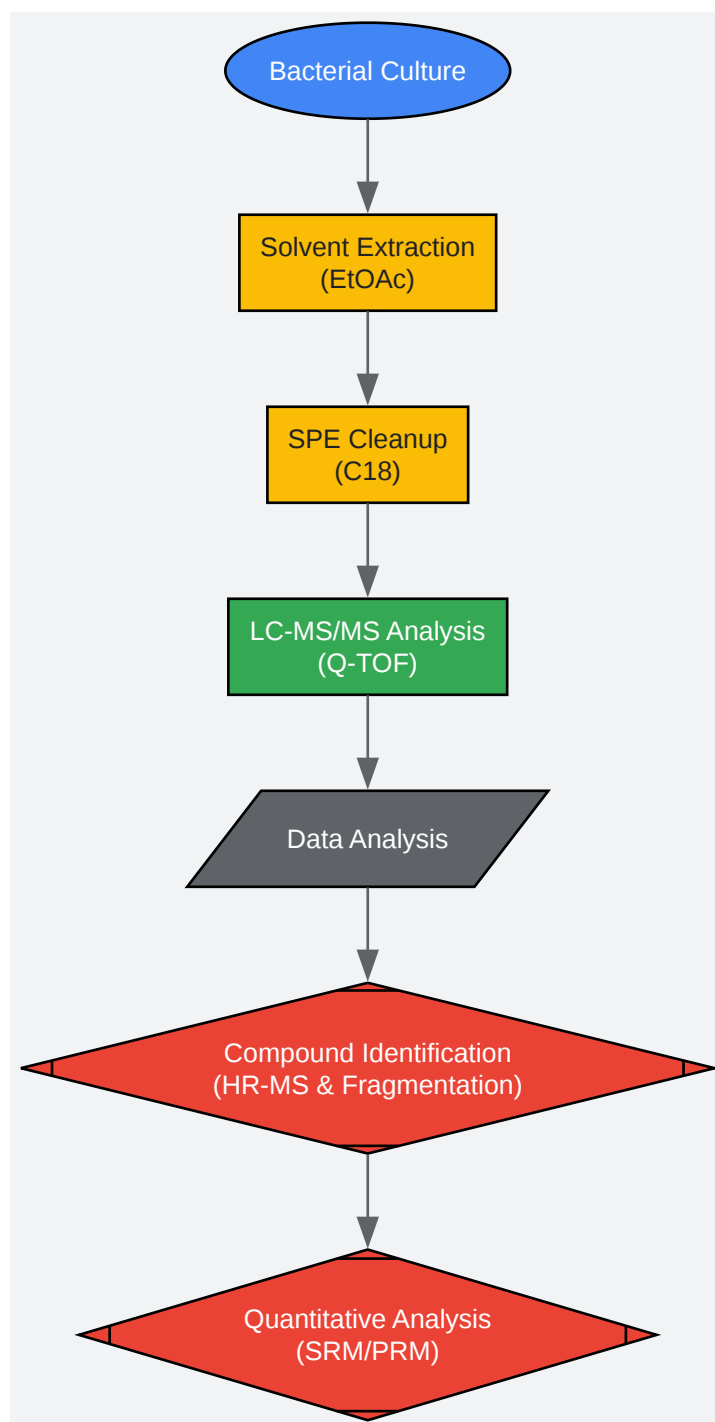 Bacterial Culture
Solvent Extraction
(EtOAc)
SPE Cleanup
(C18)
LC-MS/MS Analysis
(Q-TOF)
Data Analysis
Compound Identification
(HR-MS & Fragmentation)
Quantitative Analysis
(SRM/PRM)